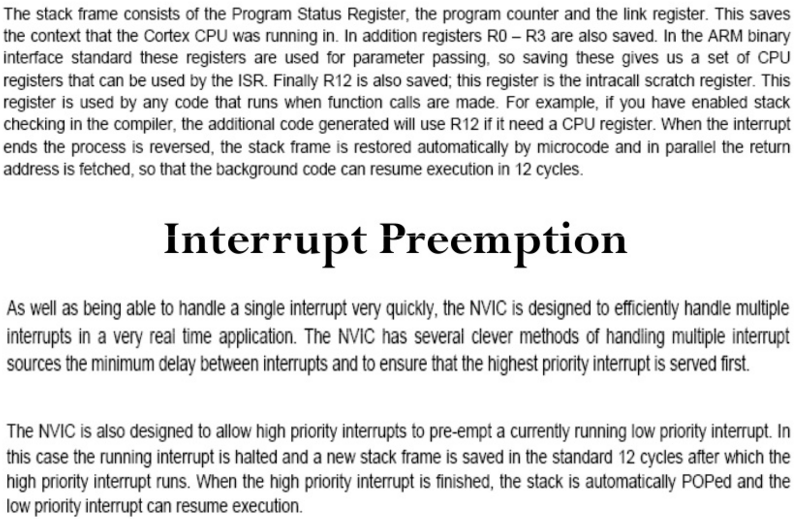 The stack frame consists of the Program Status Register, the program counter and the link register. This saves
the context that the Cortex CPU was running in. In addition registers R0 – R3 are also saved. In the ARM binary
interface standard these registers are used for parameter passing, so saving these gives us a set of CPU
registers that can be used by the ISR. Finally R12 is also saved; this register is the intracall scratch register. This
register is used by any code that runs when function calls are made. For example, if you have enabled stack
checking in the compiler, the additional code generated will use R12 if it need a CPU register. When the interrupt
ends the process is reversed, the stack frame is restored automatically by microcode and in parallel the return
address is fetched, so that the background code can resume execution in 12 cycles.
Interrupt Preemption
As well as being able to handle a single interrupt very quickly, the NVIC is designed to efficiently handle multiple
interrupts in a very real time application. The NVIC has several clever methods of handling multiple interrupt
sources the minimum delay between interrupts and to ensure that the highest priority interrupt is served first.
The NVIC is also designed to allow high priority interrupts to pre-empt a currently running low priority interrupt. In
this case the running interrupt is halted and a new stack frame is saved in the standard 12 cycles after which the
high priority interrupt runs. When the high priority interrupt is finished, the stack is automatically POPed and the
low priority interrupt can resume execution.